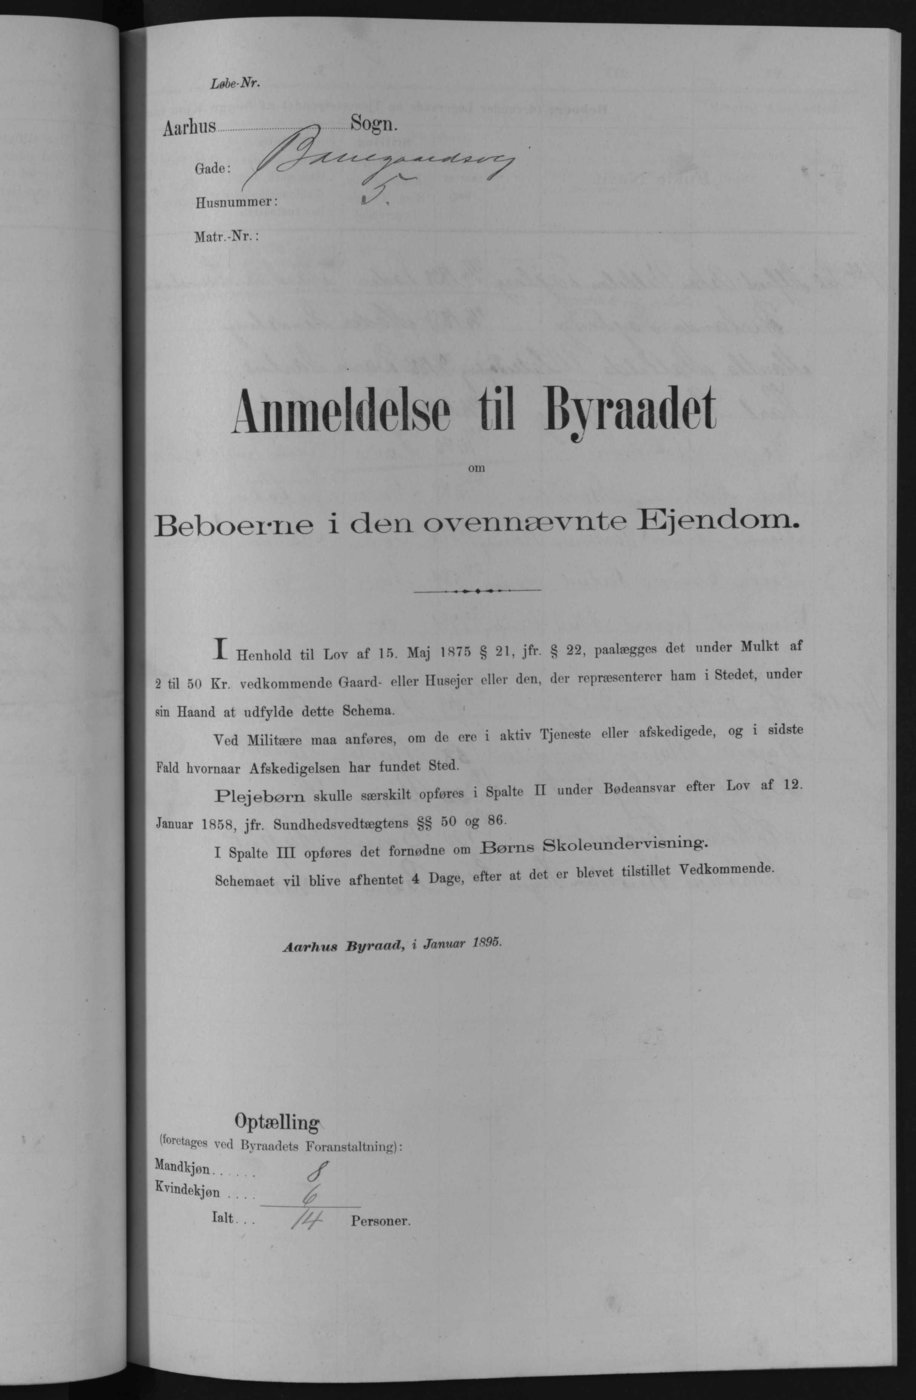 Løbe-Nr.
Aarhus Sogn.
Gade: Banegaardsvej
Husnummer: 5.
Matr.-Nr.:
Anmeldelse til Byraadet
om
Beboerne i den ovennævnte Ejendom.
I Henhold til Lov af 15. Maj 1875 § 21, jfr. § 22, paalægges det under Mulkt af
2 til 50 Kr. vedkommende Gaard- eller Husejer eller den, der repræsenterer ham i Stedet, under
sin Haand at udfylde dette Schema.
Ved Militære maa anføres, om de ere i aktiv Tjeneste eller afskedigede, og i sidste
Fald hvornaar Afskedigelsen har fundet Sted.
Plejebørn skulle særskilt opføres i Spalte II under Bødeansvar efter Lov af 12.
Januar 1858, jfr. Sundhedsvedtægtens §§ 50 og 86.
I Spalte III opføres det fornødne om Børns Skoleundervisning.
Schemaet vil blive afhentet 4 Dage, efter at det er blevet tilstillet Vedkommende.
Aarhus Byraad, i Januar 1895.
Optælling
(foretages ved Byraadets Foranstaltning):
Mandkjøn...... 8
Kvindekjøn .... 6
Ialt... 14 Personer.